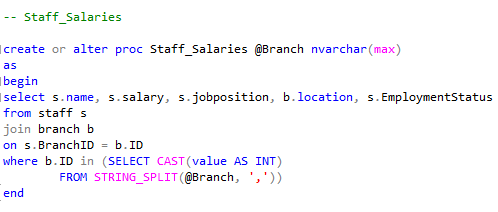 -- Staff_Salaries
create or alter proc Staff_Salaries @Branch nvarchar(max)
as
begin
select s.name, s.salary, s.jobposition, b.location, s.EmploymentStatus
from staff s
join branch b
on s.BranchID = b.ID
where b.ID in (SELECT CAST(value AS INT)
FROM STRING_SPLIT(@Branch, ','))
end